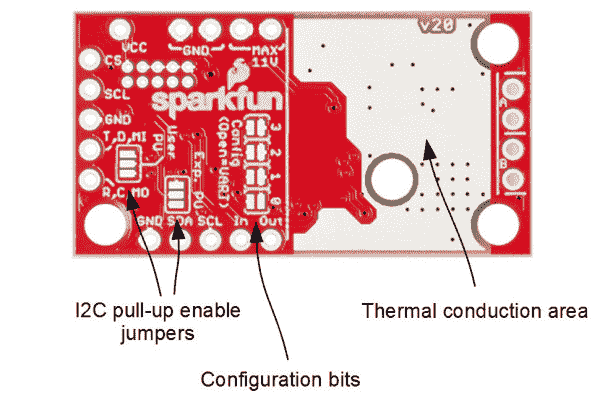 v20
VCC
GND
MAX
11V
CS
SCL
GND
T,D,MI
R,C,MO
sparkfun
User
PU
Exp. PU
Config
(Open=UART)
3
2
1
0
A
B
GND SDA SCL In Out
I2C pull-up enable
jumpers
Configuration bits
Thermal conduction area